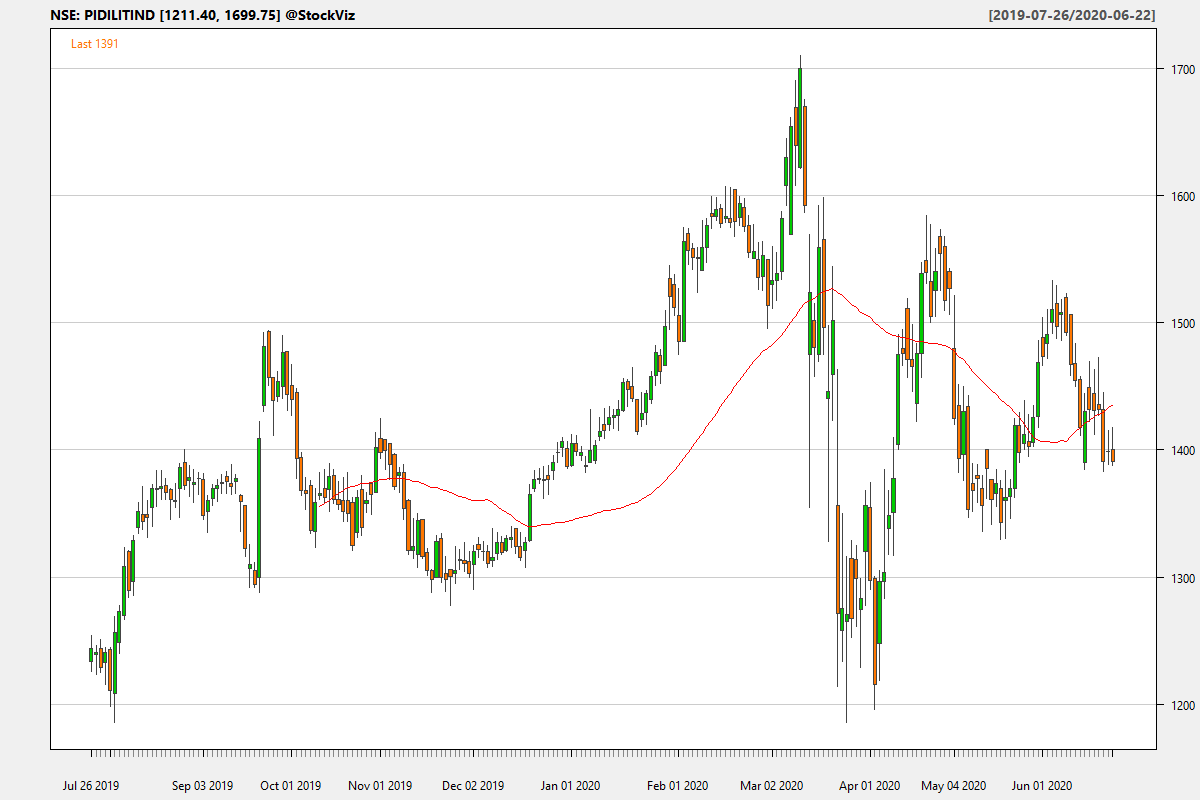 NSE: PIDILITIND [1211.40, 1699.75] @StockViz [2019-07-26/2020-06-22]
Last 1391
1700
1600
1500
1400
1300
1200
Jul 26 2019 Sep 03 2019 Oct 01 2019 Nov 01 2019 Dec 02 2019 Jan 01 2020 Feb 01 2020 Mar 02 2020 Apr 01 2020 May 04 2020 Jun 01 2020